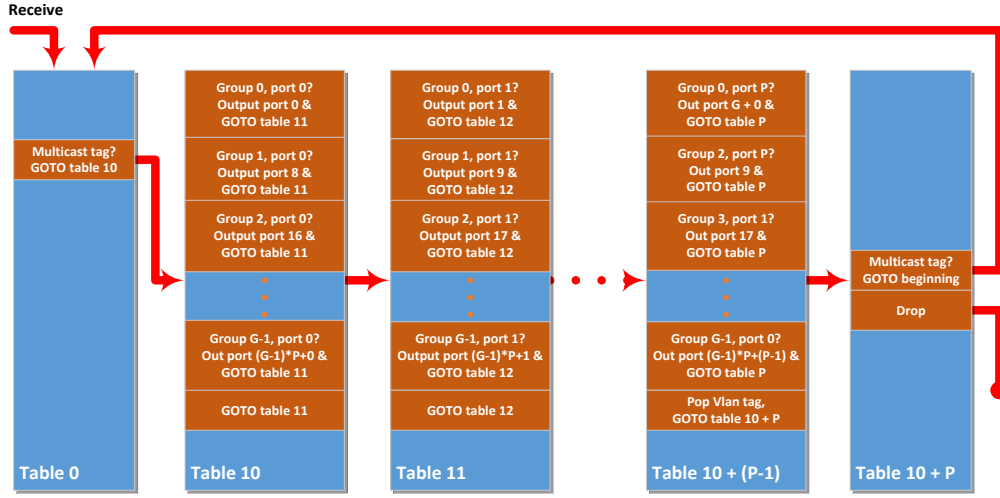 Receive
Multicast tag?
GOTO table 10
Table 0
Group 0, port 0?
Output port 0 &
GOTO table 11
Group 1, port 0?
Output port 8 &
GOTO table 11
Group 2, port 0?
Output port 16 &
GOTO table 11
Group G-1, port 0?
Out port (G-1)*P+0 &
GOTO table 11
GOTO table 11
Table 10
Group 0, port 1?
Output port 1 &
GOTO table 12
Group 1, port 1?
Output port 9 &
GOTO table 12
Group 2, port 1?
Output port 17 &
GOTO table 12
Group G-1, port 1?
Output port (G-1)*P+1 &
GOTO table 12
GOTO table 12
Table 11
Group 0, port P?
Out port G + 0 &
GOTO table P
Group 2, port P?
Out port 9 &
GOTO table P
Group 3, port 1?
Out port 17 &
GOTO table P
Group G-1, port 0?
Out port (G-1)*P+(P-1) &
GOTO table P
Pop Vlan tag,
GOTO table 10 + P
Table 10 + (P-1)
Multicast tag?
GOTO beginning
Drop
Table 10 + P